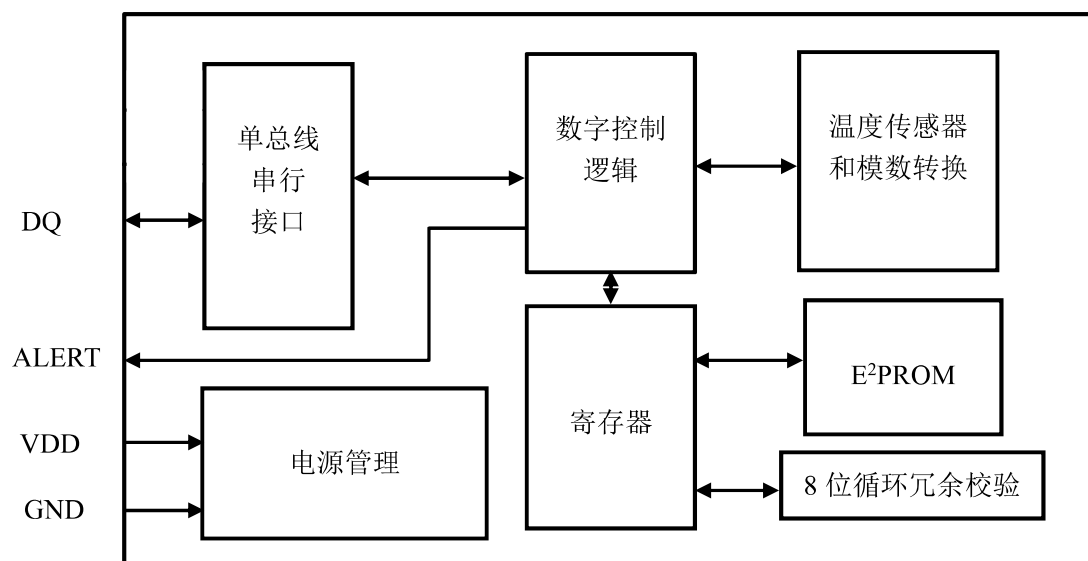 单总线
串行
接口
数字控制
逻辑
温度传感器
和模数转换
DQ
ALERT
E²PROM
寄存器
VDD
电源管理
8 位循环冗余校验
GND